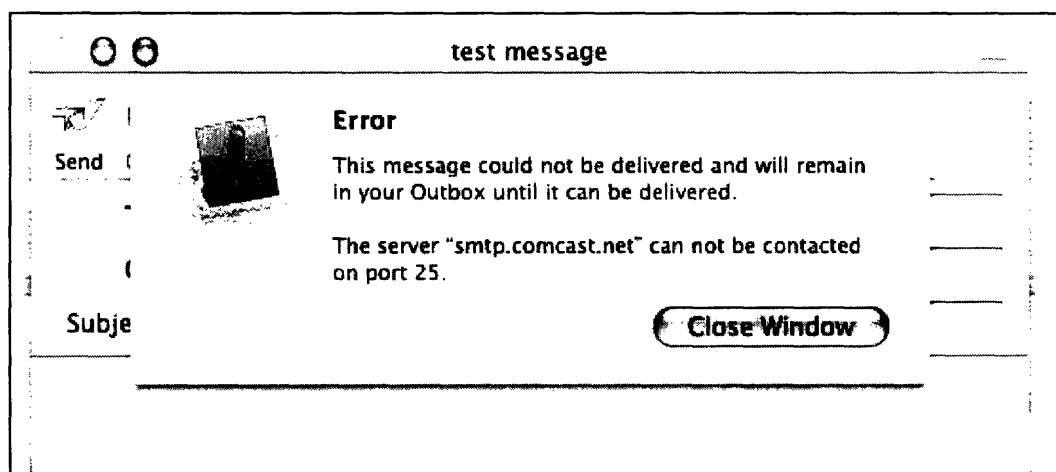 test message
Send
Error
This message could not be delivered and will remain
in your Outbox until it can be delivered.
The server "smtp.comcast.net" can not be contacted
on port 25.
Subje
Close Window